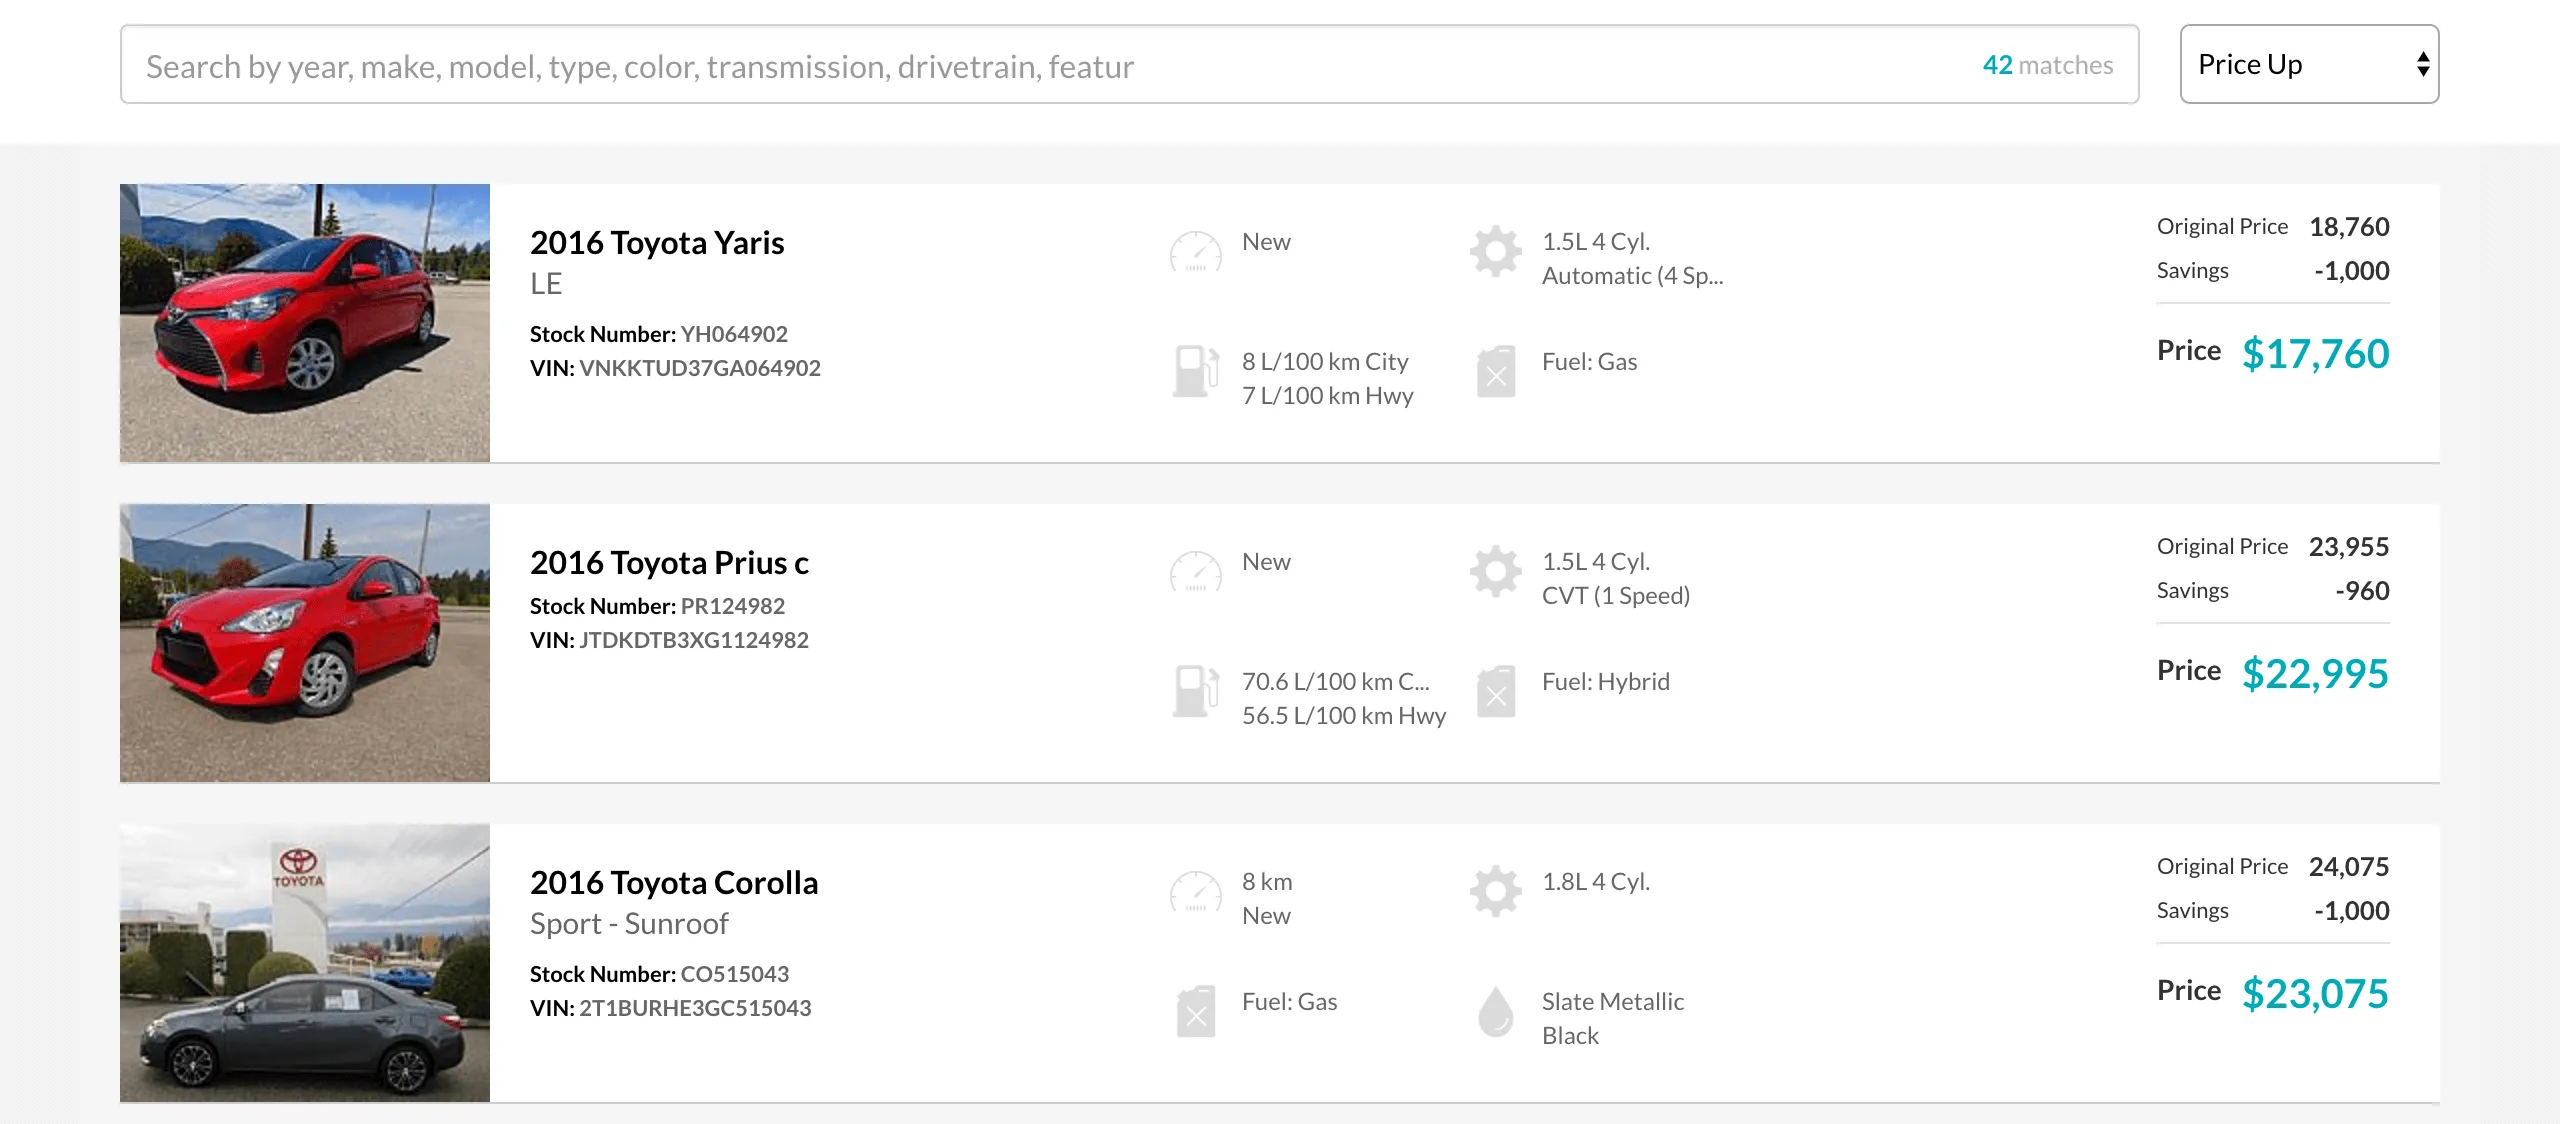 Search by year, make, model, type, color, transmission, drivetrain, featur
42 matches
Price Up
2016 Toyota Yaris
LE
Stock Number: YH064902
VIN: VNKKTUD37GA064902
New
1.5L 4 Cyl.
Automatic (4 Sp...
8 L/100 km City
7 L/100 km Hwy
Fuel: Gas
Original Price 18,760
Savings -1,000
Price $17,760
2016 Toyota Prius c
Stock Number: PR124982
VIN: JTDKDTB3XG1124982
New
1.5L 4 Cyl.
CVT (1 Speed)
70.6 L/100 km C...
56.5 L/100 km Hwy
Fuel: Hybrid
Original Price 23,955
Savings -960
Price $22,995
TOYOTA
2016 Toyota Corolla
Sport - Sunroof
Stock Number: CO515043
VIN: 2T1BURHE3GC515043
8 km
New
1.8L 4 Cyl.
Fuel: Gas
Slate Metallic
Black
Original Price 24,075
Savings -1,000
Price $23,075